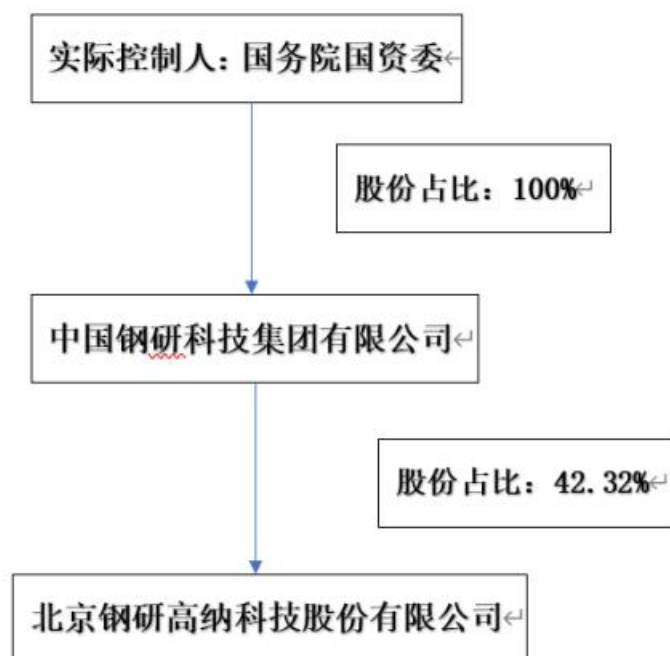 实际控制人：国务院国资委
股份占比：100%
中国钢研科技集团有限公司
股份占比：42.32%
北京钢研高纳科技股份有限公司